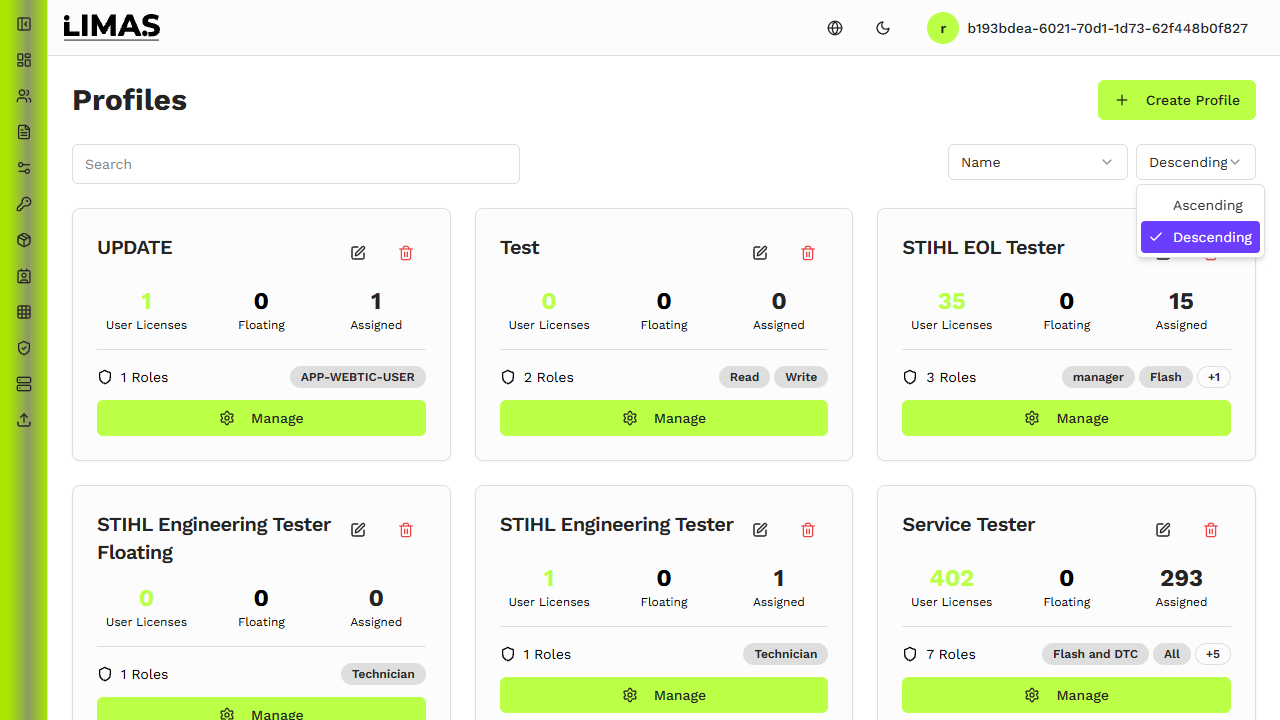 LIMAS
r
b193bdea-6021-70d1-1d73-62f448b0f827
Profiles
Create Profile
Search
Name
Descending
Ascending
Descending
UPDATE
1
0
1
User Licenses
Floating
Assigned
1 Roles
APP-WEBTIC-USER
Manage
Test
0
0
0
User Licenses
Floating
Assigned
2 Roles
Read
Write
Manage
STIHL EOL Tester
35
0
15
User Licenses
Floating
Assigned
3 Roles
manager
Flash
+1
Manage
STIHL Engineering Tester
Floating
0
0
0
User Licenses
Floating
Assigned
1 Roles
Technician
Manage
STIHL Engineering Tester
1
0
1
User Licenses
Floating
Assigned
1 Roles
Technician
Manage
Service Tester
402
0
293
User Licenses
Floating
Assigned
7 Roles
Flash and DTC
All
+5
Manage